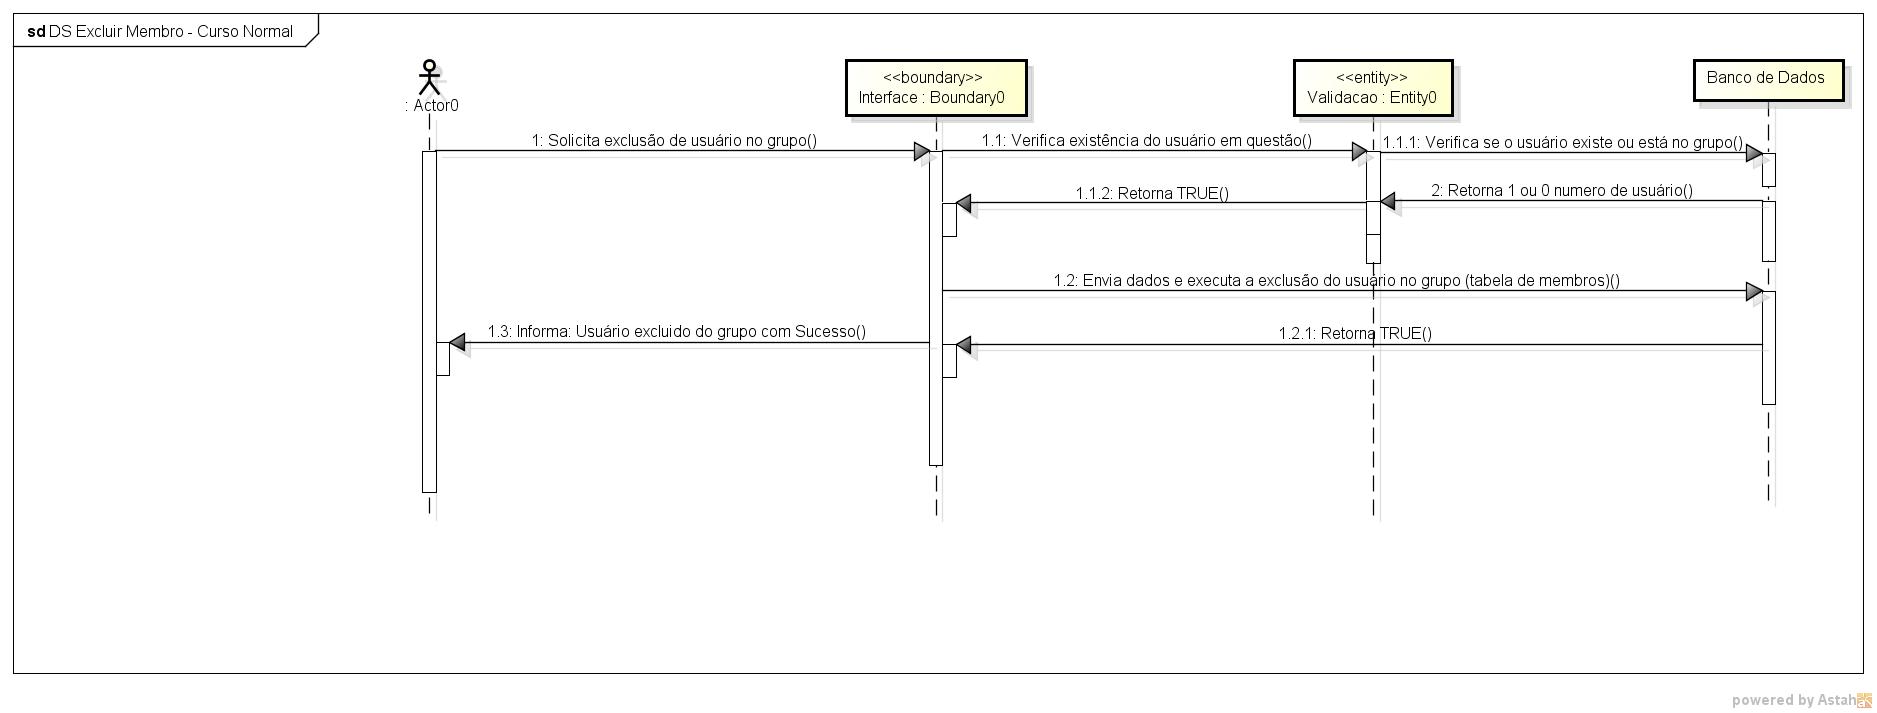 sd DS Excluir Membro - Curso Normal
: Actor0
<<boundary>>
Interface : Boundary0
<<entity>>
Validacao : Entity0
Banco de Dados
1: Solicita exclusão de usuário no grupo()
1.1: Verifica existência do usuário em questão()
1.1.1: Verifica se o usuário existe ou está no grupo()
1.1.2: Retorna TRUE()
2: Retorna 1 ou 0 numero de usuário()
1.2: Envia dados e executa a exclusão do usuário no grupo (tabela de membros)()
1.3: Informa: Usuário excluido do grupo com Sucesso()
1.2.1: Retorna TRUE()
powered by Astah